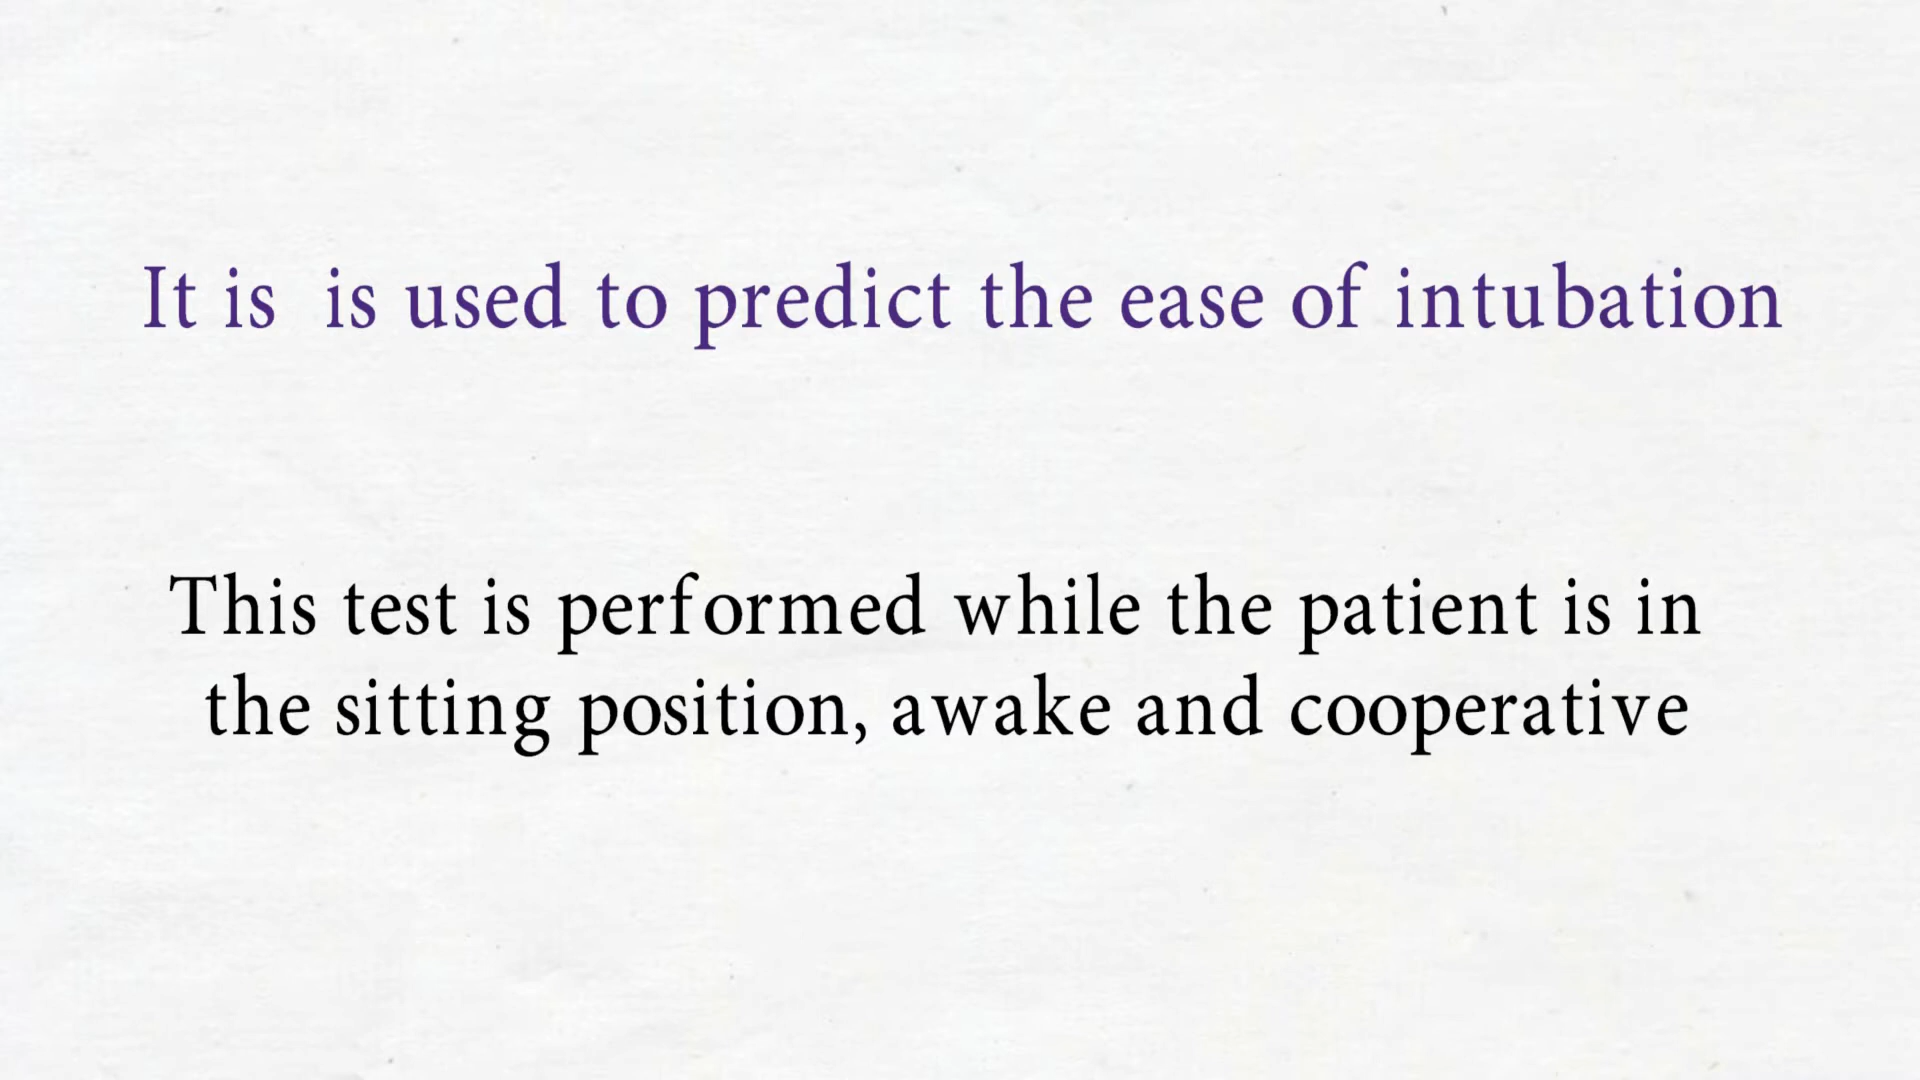 It is  is used to predict the ease of intubation
This test is performed while the patient is in
the sitting position, awake and cooperative